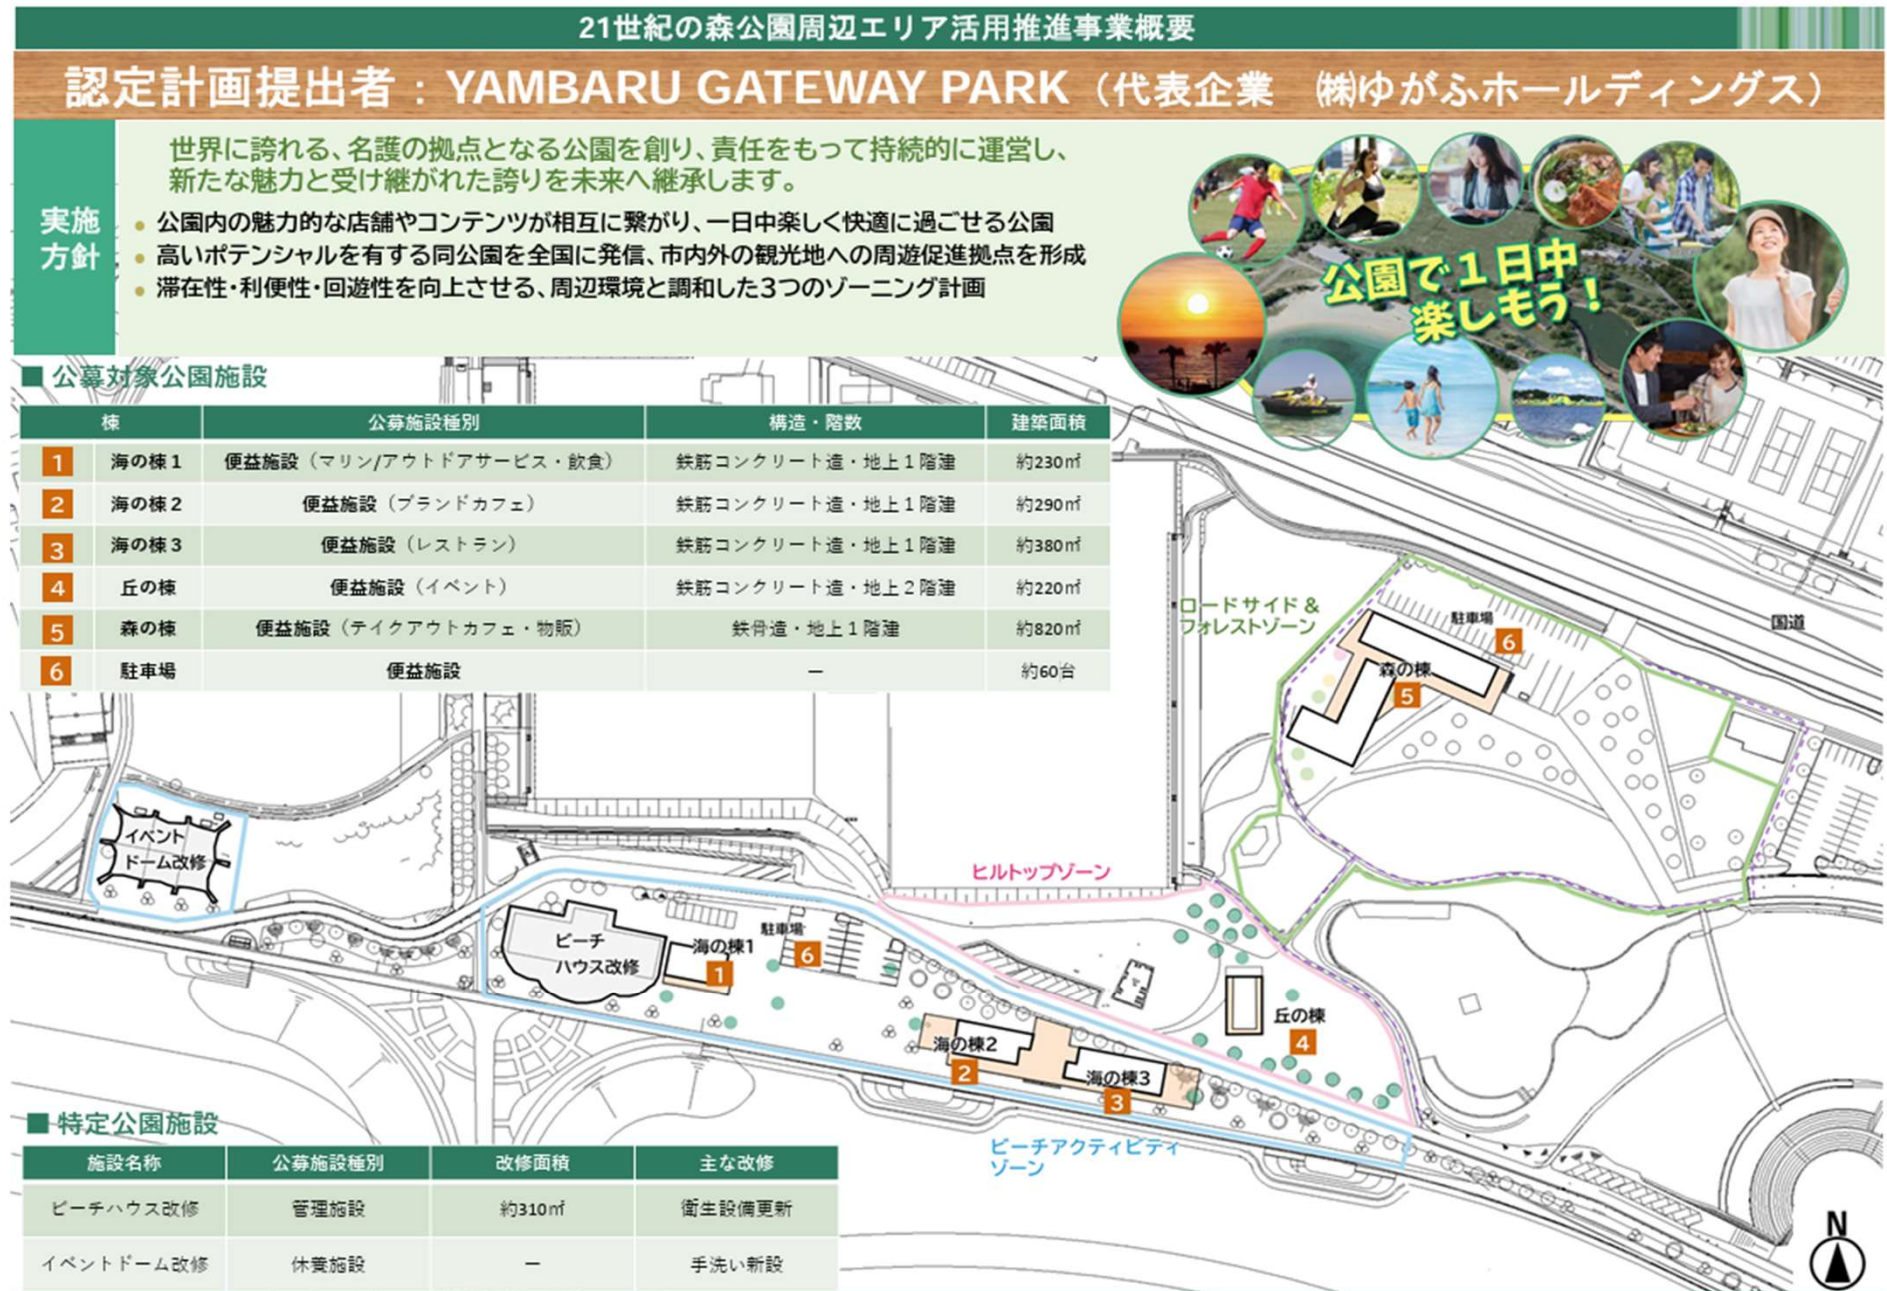 21世紀の森公園周辺エリア活用推進事業概要
認定計画提出者：YAMBARU GATEWAY PARK（代表企業　㈱ゆがふホールディングス）
実施
方針
世界に誇れる、名護の拠点となる公園を創り、責任をもって持続的に運営し、
新たな魅力と受け継がれた誇りを未来へ継承します。
公園内の魅力的な店舗やコンテンツが相互に繋がり、一日中楽しく快適に過ごせる公園
高いポテンシャルを有する同公園を全国に発信、市内外の観光地への周遊促進拠点を形成
滞在性・利便性・回遊性を向上させる、周辺環境と調和した3つのゾーニング計画
公園で１日中
楽しもう！
■ 公募対象公園施設
棟 公募施設種別 構造・階数 建築面積
1 海の棟1 便益施設（マリン/アウトドアサービス・飲食） 鉄筋コンクリート造・地上１階建 約230㎡
2 海の棟2 便益施設（ブランドカフェ） 鉄筋コンクリート造・地上１階建 約290㎡
3 海の棟3 便益施設（レストラン） 鉄筋コンクリート造・地上１階建 約380㎡
4 丘の棟 便益施設（イベント） 鉄筋コンクリート造・地上２階建 約220㎡
5 森の棟 便益施設（テイクアウトカフェ・物販） 鉄骨造・地上１階建 約820㎡
6 駐車場 便益施設 ー 約60台
ロードサイド＆
フォレストゾーン
駐車場
6
国道
森の棟
5
イベント
ドーム改修
ヒルトップゾーン
ビーチ
ハウス改修
海の棟1
1
駐車場
6
丘の棟
4
海の棟2
2
海の棟3
3
ビーチアクティビティ
ゾーン
■ 特定公園施設
施設名称 公募施設種別 改修面積 主な改修
ビーチハウス改修 管理施設 約310㎡ 衛生設備更新
イベントドーム改修 休養施設 ー 手洗い新設
N